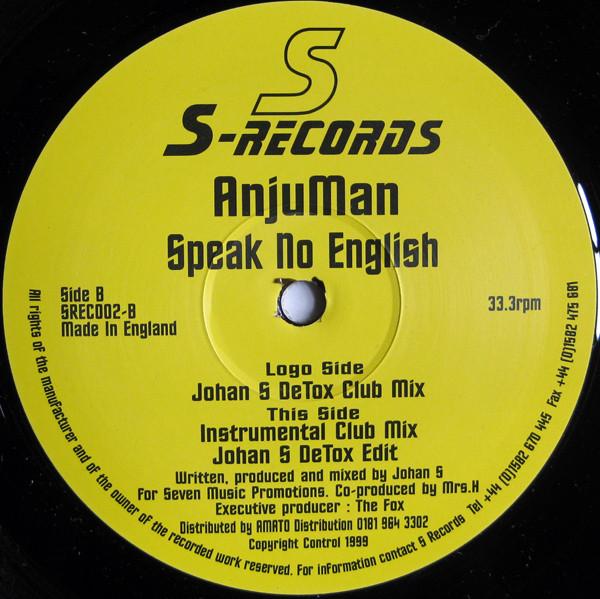 S
S-RECORDS
AnjuMan
Speak No English
Side B
SREC002-B
Made In England
33.3rpm
Logo Side
Johan S DeTox Club Mix
This Side
Instrumental Club Mix
Johan S DeTox Edit
Written, produced and mixed by Johan S
For Seven Music Promotions. Co-produced by Mrs.H
Executive producer : The Fox
Distributed by AMATO Distribution 0181 964 3302
Copyright Control 1999
All rights of the manufacturer and of the owner of the recorded work reserved. For information contact S Records Tel +44 (0)1582 670 445 Fax +44 (0)1582 475 681